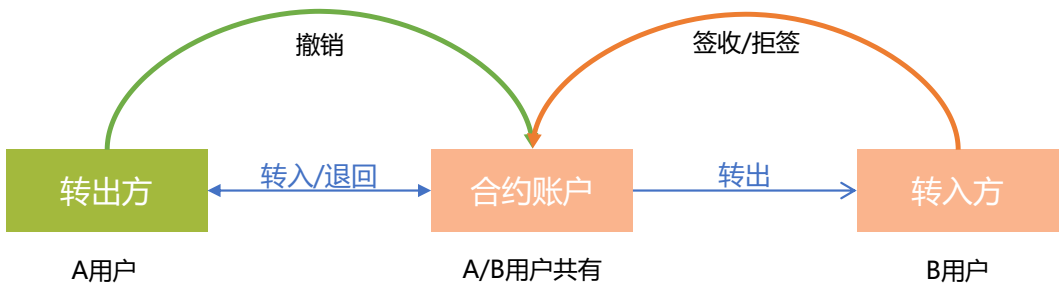 撤销
签收/拒签
转出方
转入/退回
合约账户
转出
转入方
A用户
A/B用户共有
B用户